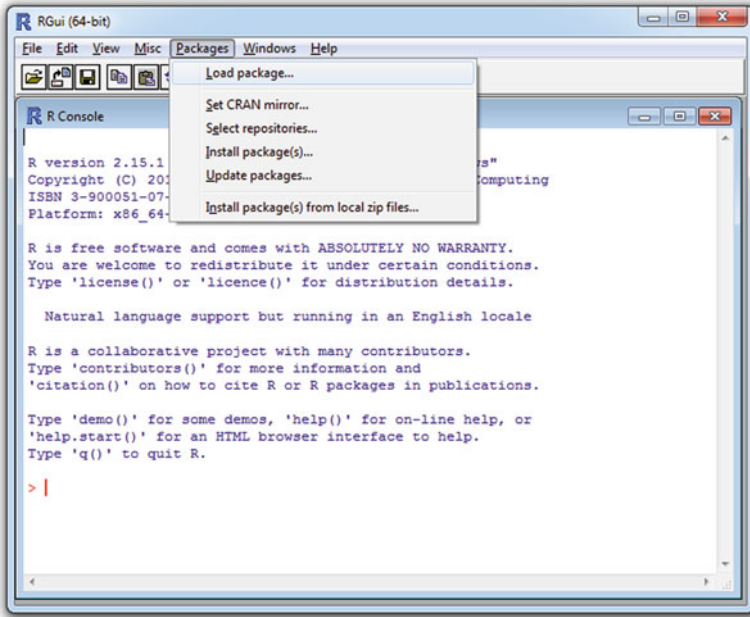 RGui (64-bit)
File Edit View Misc Packages Windows Help
Load package...
Set CRAN mirror...
Select repositories...
Install package(s)...
Update packages...
Install package(s) from local zip files...
R Console
R version 2.15.1
Copyright (C) 201 Computing
ISBN 3-900051-07-
Platform: x86_64-
R is free software and comes with ABSOLUTELY NO WARRANTY.
You are welcome to redistribute it under certain conditions.
Type 'license()' or 'licence()' for distribution details.
Natural language support but running in an English locale
R is a collaborative project with many contributors.
Type 'contributors()' for more information and
'citation()' on how to cite R or R packages in publications.
Type 'demo()' for some demos, 'help()' for on-line help, or
'help.start()' for an HTML browser interface to help.
Type 'q()' to quit R.
>